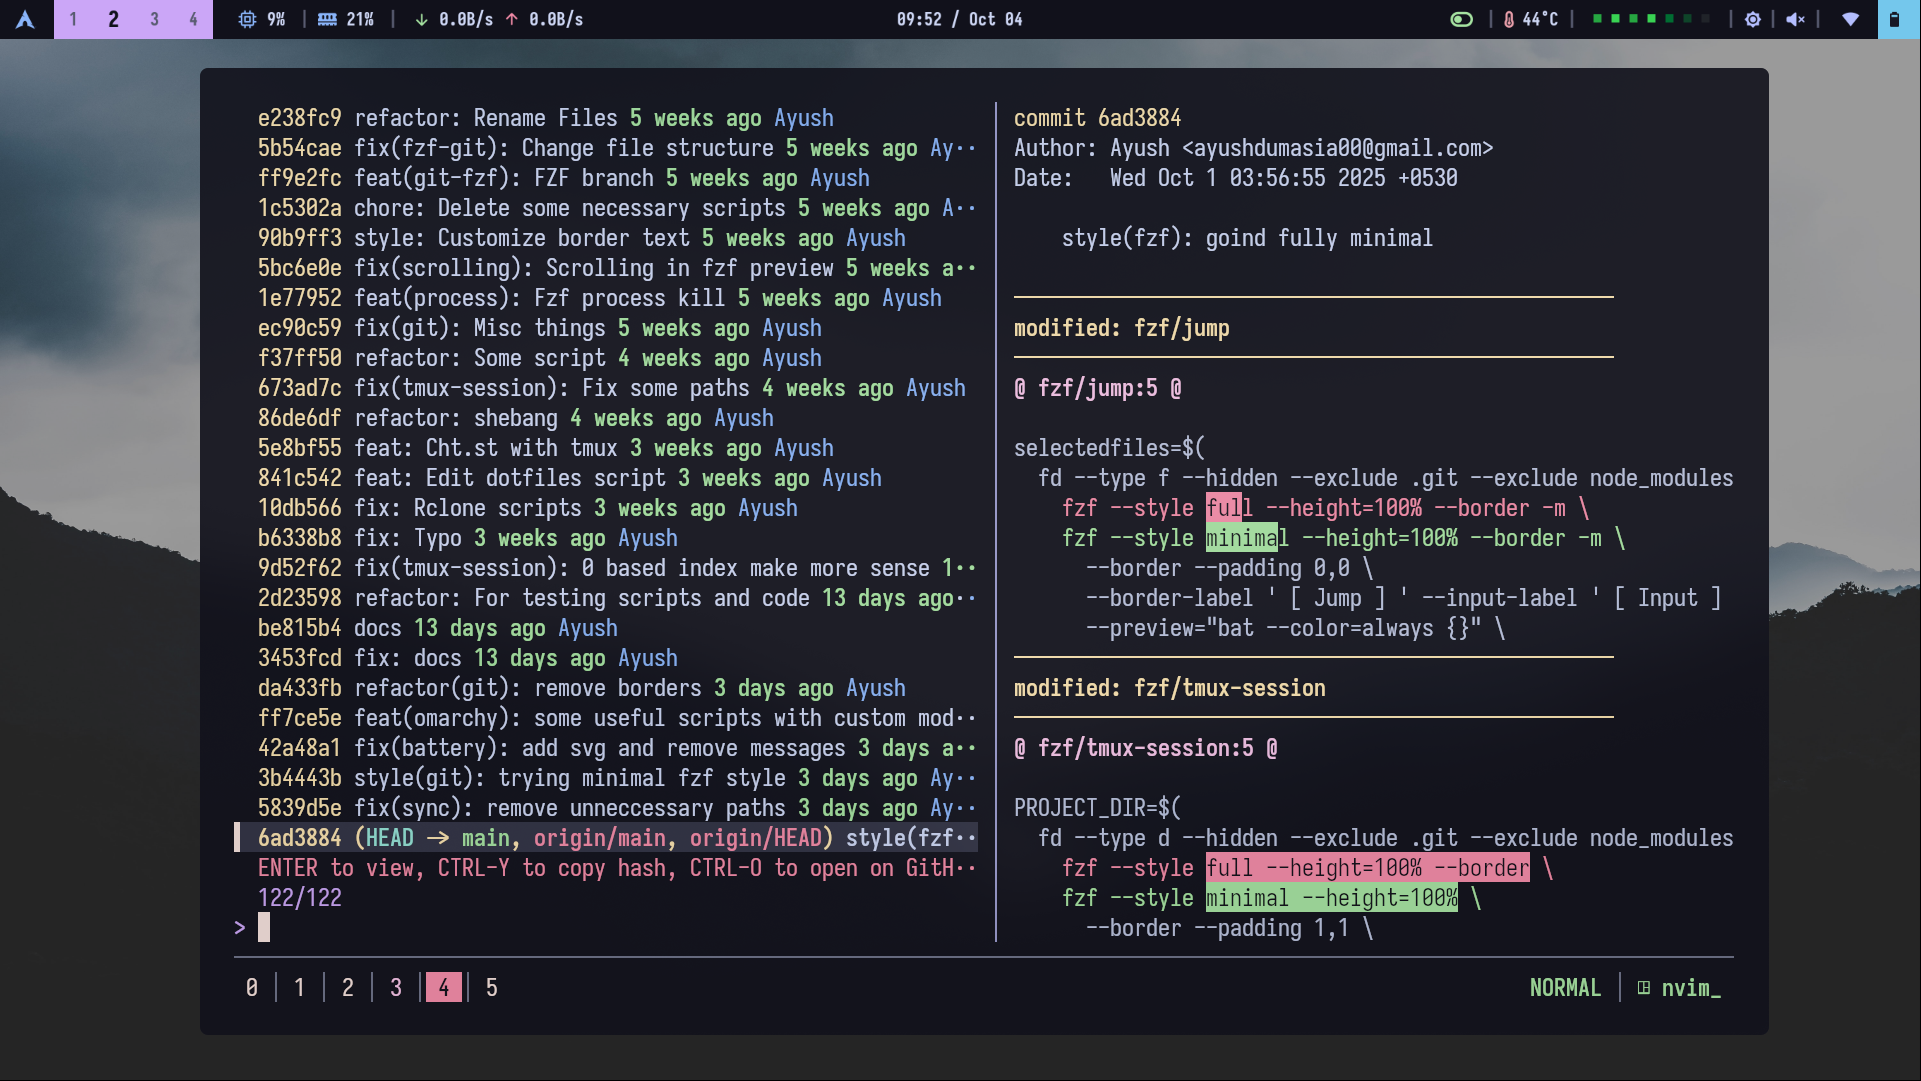 1 2 3 4 9% | 21% | ↓ 0.0B/s ↑ 0.0B/s 09:52 / Oct 04 | 44°C | | | |
e238fc9 refactor: Rename Files 5 weeks ago Ayush
5b54cae fix(fzf-git): Change file structure 5 weeks ago Ay··
ff9e2fc feat(git-fzf): FZF branch 5 weeks ago Ayush
1c5302a chore: Delete some necessary scripts 5 weeks ago A··
90b9ff3 style: Customize border text 5 weeks ago Ayush
5bc6e0e fix(scrolling): Scrolling in fzf preview 5 weeks a··
1e77952 feat(process): Fzf process kill 5 weeks ago Ayush
ec90c59 fix(git): Misc things 5 weeks ago Ayush
f37ff50 refactor: Some script 4 weeks ago Ayush
673ad7c fix(tmux-session): Fix some paths 4 weeks ago Ayush
86de6df refactor: shebang 4 weeks ago Ayush
5e8bf55 feat: Cht.st with tmux 3 weeks ago Ayush
841c542 feat: Edit dotfiles script 3 weeks ago Ayush
10db566 fix: Rclone scripts 3 weeks ago Ayush
b6338b8 fix: Typo 3 weeks ago Ayush
9d52f62 fix(tmux-session): 0 based index make more sense 1··
2d23598 refactor: For testing scripts and code 13 days ago··
be815b4 docs 13 days ago Ayush
3453fcd fix: docs 13 days ago Ayush
da433fb refactor(git): remove borders 3 days ago Ayush
ff7ce5e feat(omarchy): some useful scripts with custom mod··
42a48a1 fix(battery): add svg and remove messages 3 days a··
3b4443b style(git): trying minimal fzf style 3 days ago Ay··
5839d5e fix(sync): remove unneccessary paths 3 days ago Ay··
6ad3884 (HEAD -> main, origin/main, origin/HEAD) style(fzf··
ENTER to view, CTRL-Y to copy hash, CTRL-O to open on GitH··
122/122
>
commit 6ad3884
Author: Ayush <ayushdumasia00@gmail.com>
Date:   Wed Oct 1 03:56:55 2025 +0530
style(fzf): goind fully minimal
modified: fzf/jump
@ fzf/jump:5 @
selectedfiles=$(
fd --type f --hidden --exclude .git --exclude node_modules
fzf --style full --height=100% --border -m \
fzf --style minimal --height=100% --border -m \
--border --padding 0,0 \
--border-label ' [ Jump ] ' --input-label ' [ Input ]
--preview="bat --color=always {}" \
modified: fzf/tmux-session
@ fzf/tmux-session:5 @
PROJECT_DIR=$(
fd --type d --hidden --exclude .git --exclude node_modules
fzf --style full --height=100% --border \
fzf --style minimal --height=100% \
--border --padding 1,1 \
0 | 1 | 2 | 3 | 4 | 5 NORMAL | nvim_